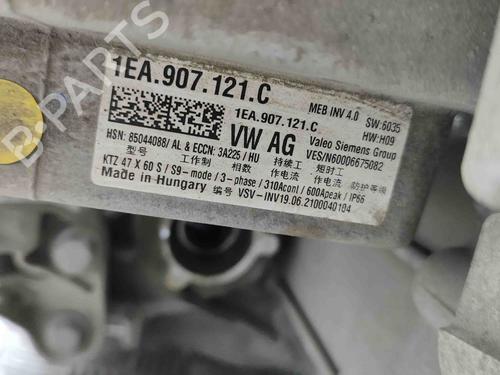 B-PARTS
1EA.907.121.C
1EA.907.121.C
MEB INV 4.0 SW:6035
HW:H09
VW AG
Valeo Siemens Group
VES/N60006675082
HSN: 85044088/ AL & ECCN: 3A225 / HU
型号 工作制 相数 持续工作电流 短时工作电流 防护等级
KTZ 47 X 60 S / S9-mode / 3-phase / 310Acont / 600Apeak / IP66
Made in Hungary 编号 VSV-INV19.06.2100040104